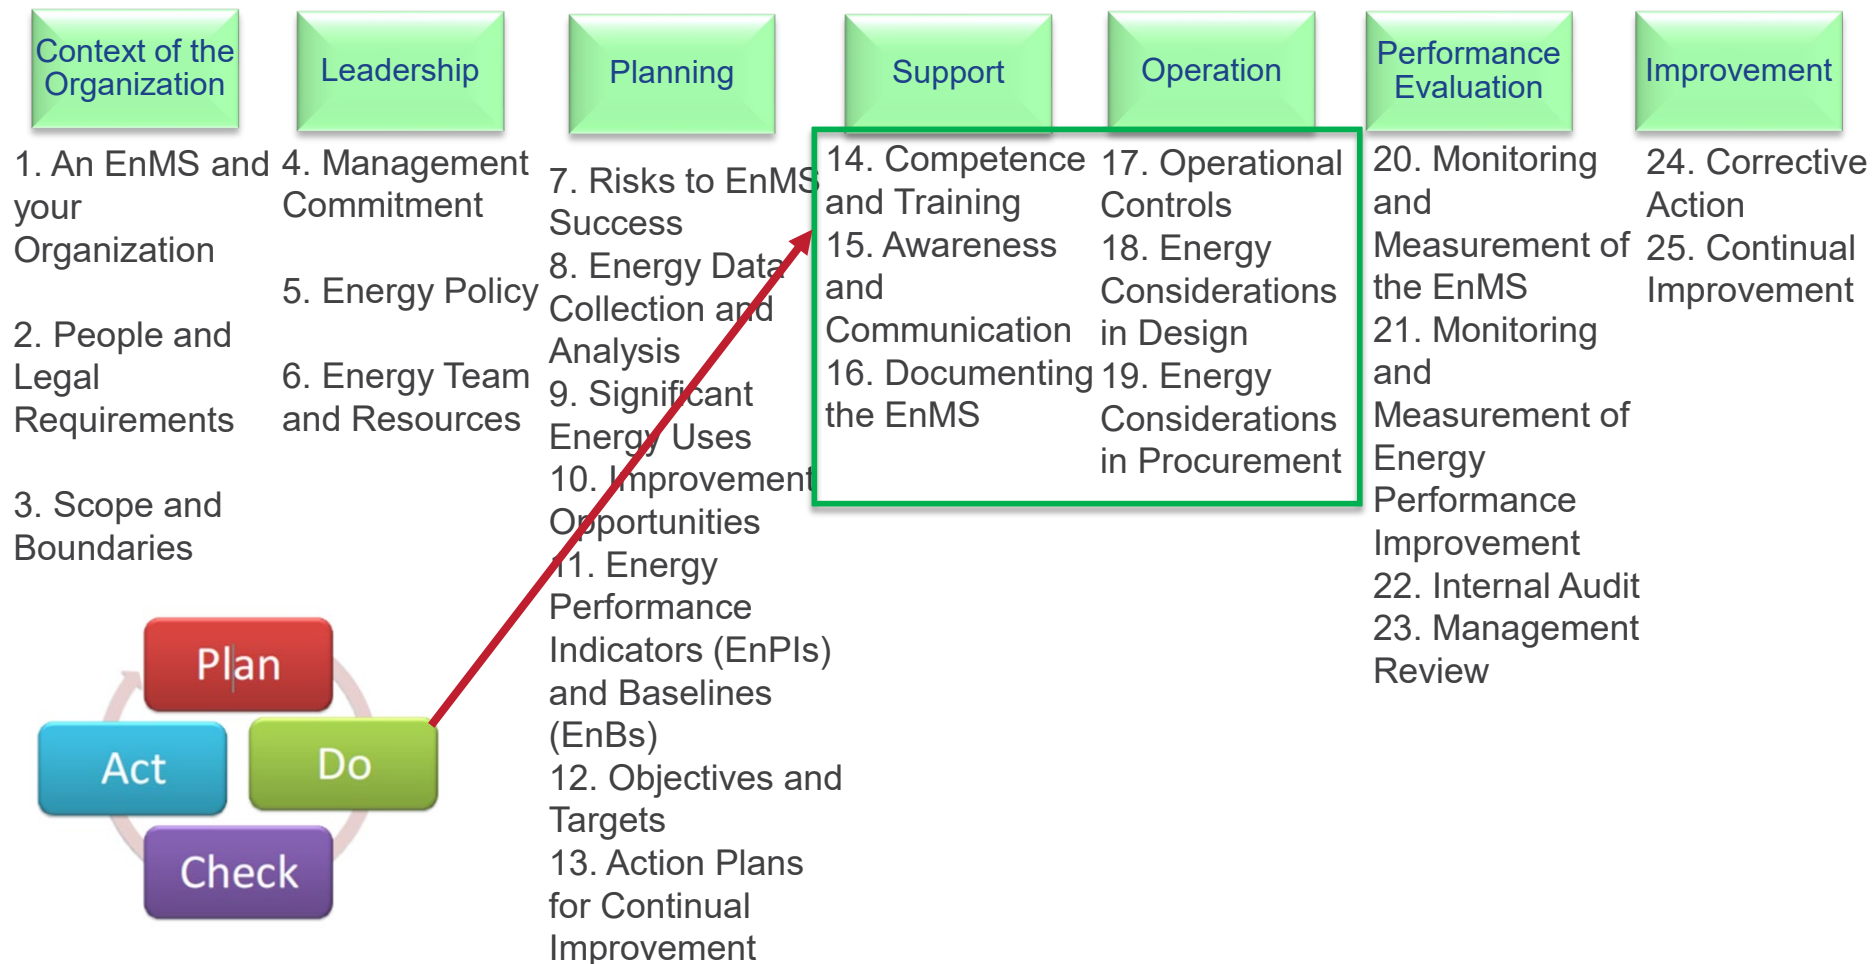 Context of the
Organization
Leadership
Planning
Support
Operation
Performance
Evaluation
Improvement
1. An EnMS and
your
Organization
2. People and
Legal
Requirements
3. Scope and
Boundaries
4. Management
Commitment
5. Energy Policy
6. Energy Team
and Resources
7. Risks to EnMS
Success
8. Energy Data
Collection and
Analysis
9. Significant
Energy Uses
10. Improvement
Opportunities
11. Energy
Performance
Indicators (EnPIs)
and Baselines
(EnBs)
12. Objectives and
Targets
13. Action Plans
for Continual
Improvement
14. Competence
and Training
15. Awareness
and
Communication
16. Documenting
the EnMS
17. Operational
Controls
18. Energy
Considerations
in Design
19. Energy
Considerations
in Procurement
20. Monitoring
and
Measurement of
the EnMS
21. Monitoring
and
Measurement of
Energy
Performance
Improvement
22. Internal Audit
23. Management
Review
24. Corrective
Action
25. Continual
Improvement
Plan
Act
Do
Check